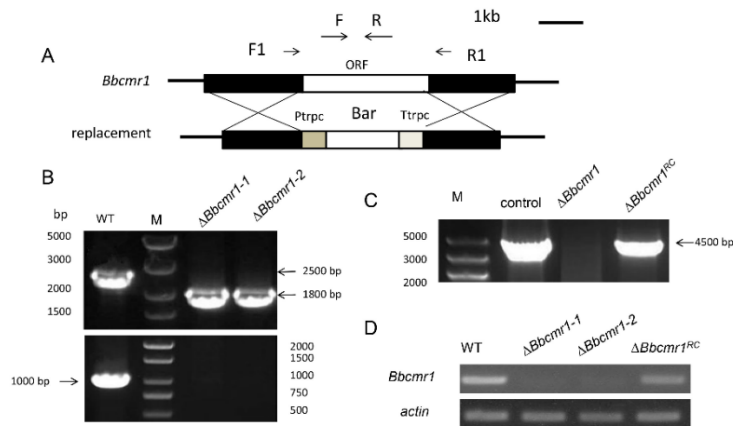 F R 1kb
A F1 R1
ORF
Bbcmr1
Ptrpc Bar Ttrpc
replacement
B
bp WT M ΔBbcmr1-1 ΔBbcmr1-2
5000
3000
2500 bp
2000
1800 bp
1500
2000
1500
1000 bp 1000
750
500
C
M control ΔBbcmr1 ΔBbcmr1ᴿᶜ
5000
4500 bp
3000
2000
D
WT ΔBbcmr1-1 ΔBbcmr1-2 ΔBbcmr1ᴿᶜ
Bbcmr1
actin